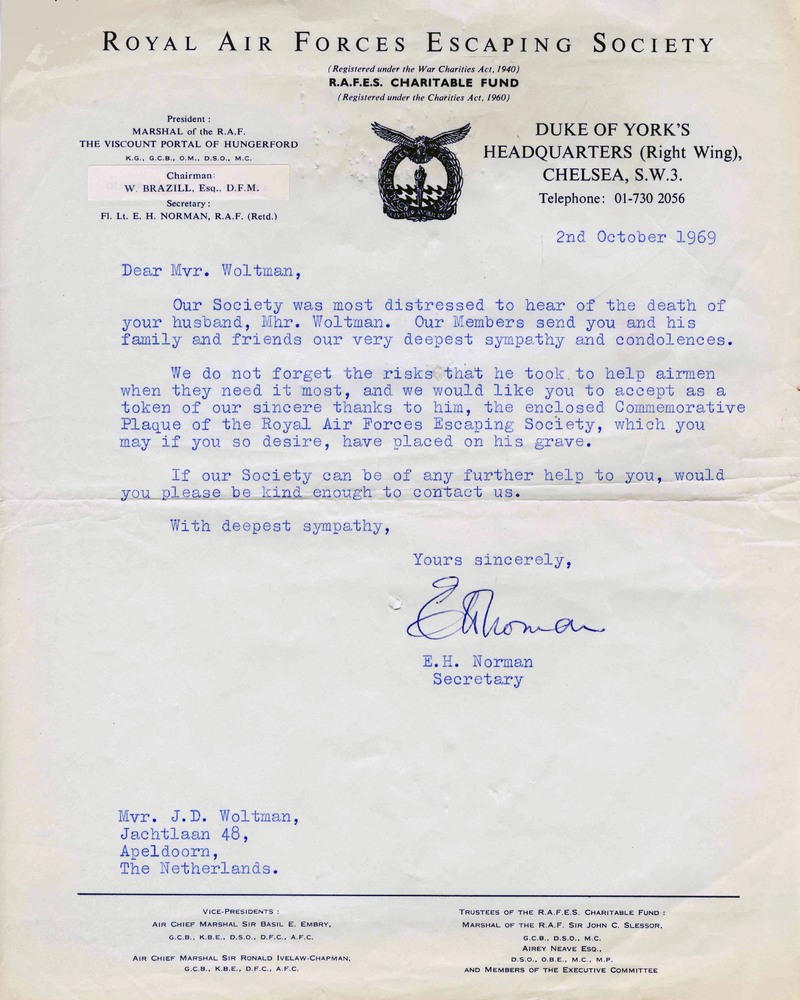 ROYAL AIR FORCES ESCAPING SOCIETY
(Registered under the War Charities Act, 1940)
R.A.F.E.S. CHARITABLE FUND
(Registered under the Charities Act, 1960)
President :
MARSHAL of the R.A.F.
THE VISCOUNT PORTAL OF HUNGERFORD
K.G., G.C.B., O.M., D.S.O., M.C.
Chairman:
W. BRAZILL, Esq., D.F.M.
Secretary :
Fl. Lt. E. H. NORMAN, R.A.F. (Retd.)
DUKE OF YORK'S
HEADQUARTERS (Right Wing),
CHELSEA, S.W.3.
Telephone: 01-730 2056
2nd October 1969
Dear Mvr. Woltman,
Our Society was most distressed to hear of the death of
your husband, Mhr. Woltman. Our Members send you and his
family and friends our very deepest sympathy and condolences.
We do not forget the risks that he took to help airmen
when they need it most, and we would like you to accept as a
token of our sincere thanks to him, the enclosed Commemorative
Plaque of the Royal Air Forces Escaping Society, which you
may if you so desire, have placed on his grave.
If our Society can be of any further help to you, would
you please be kind enough to contact us.
With deepest sympathy,
Yours sincerely,
E.H. Norman
Secretary
Mvr. J.D. Woltman,
Jachtlaan 48,
Apeldoorn,
The Netherlands.
VICE-PRESIDENTS :
AIR CHIEF MARSHAL SIR BASIL E. EMBRY,
G.C.B., K.B.E., D.S.O., D.F.C., A.F.C.
AIR CHIEF MARSHAL SIR RONALD IVELAW-CHAPMAN,
G.C.B., K.B.E., D.F.C., A.F.C.
TRUSTEES OF THE R.A.F.E.S. CHARITABLE FUND :
MARSHAL OF THE R.A.F. SIR JOHN C. SLESSOR,
G.C.B., D.S.O., M.C.
AIREY NEAVE ESQ.,
D.S.O., O.B.E., M.C., M.P.
AND MEMBERS OF THE EXECUTIVE COMMITTEE